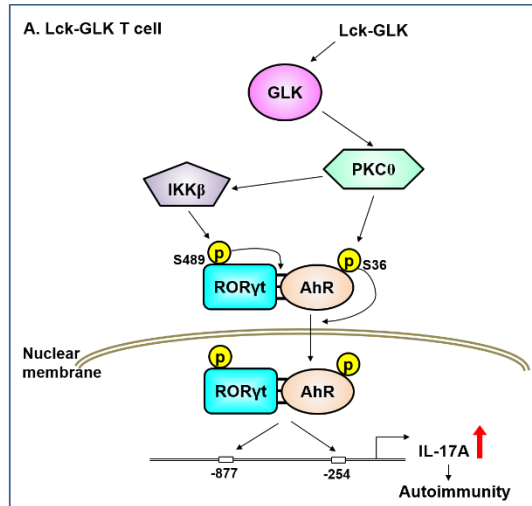 A. Lck-GLK T cell
Lck-GLK
GLK
PKCθ
IKKβ
p
p
S489
S36
RORγt
AhR
Nuclear
membrane
p
p
RORγt
AhR
-877
-254
IL-17A
Autoimmunity